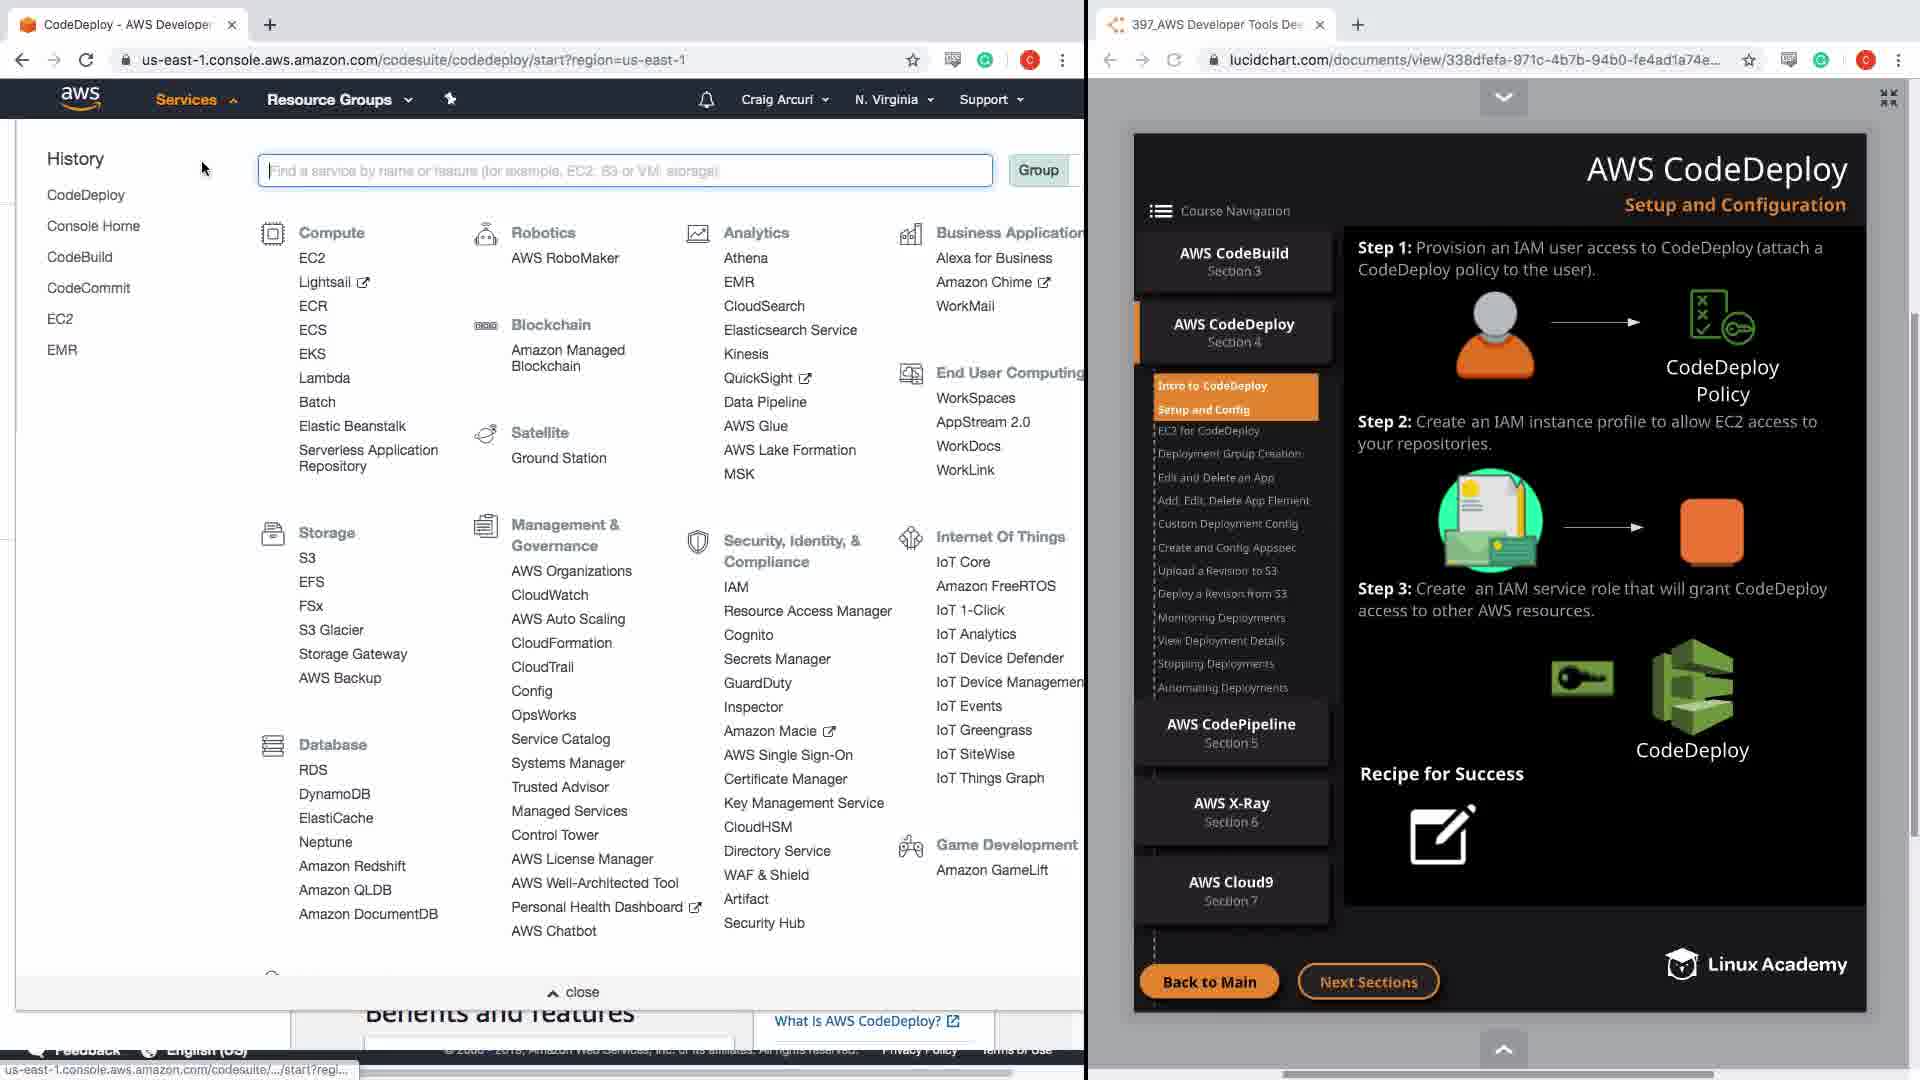 CodeDeploy - AWS Developer
us-east-1.console.aws.amazon.com/codesuite/codedeploy/start?region=us-east-1
aws
Services
Resource Groups
Craig Arcuri
N. Virginia
Support
History
CodeDeploy
Console Home
CodeBuild
CodeCommit
EC2
EMR
Find a service by name or feature (for example, EC2, S3 or VM, storage).
Group
Compute
EC2
Lightsail
ECR
ECS
EKS
Lambda
Batch
Elastic Beanstalk
Serverless Application
Repository
Storage
S3
EFS
FSx
S3 Glacier
Storage Gateway
AWS Backup
Database
RDS
DynamoDB
ElastiCache
Neptune
Amazon Redshift
Amazon QLDB
Amazon DocumentDB
Robotics
AWS RoboMaker
Blockchain
Amazon Managed
Blockchain
Satellite
Ground Station
Management &
Governance
AWS Organizations
CloudWatch
AWS Auto Scaling
CloudFormation
CloudTrail
Config
OpsWorks
Service Catalog
Systems Manager
Trusted Advisor
Managed Services
Control Tower
AWS License Manager
AWS Well-Architected Tool
Personal Health Dashboard
AWS Chatbot
Analytics
Athena
EMR
CloudSearch
Elasticsearch Service
Kinesis
QuickSight
Data Pipeline
AWS Glue
AWS Lake Formation
MSK
Security, Identity, &
Compliance
IAM
Resource Access Manager
Cognito
Secrets Manager
GuardDuty
Inspector
Amazon Macie
AWS Single Sign-On
Certificate Manager
Key Management Service
CloudHSM
Directory Service
WAF & Shield
Artifact
Security Hub
Business Application
Alexa for Business
Amazon Chime
WorkMail
End User Computing
WorkSpaces
AppStream 2.0
WorkDocs
WorkLink
Internet Of Things
IoT Core
Amazon FreeRTOS
IoT 1-Click
IoT Analytics
IoT Device Defender
IoT Device Managemen
IoT Events
IoT Greengrass
IoT SiteWise
IoT Things Graph
Game Development
Amazon GameLift
close
Benefits and features
What is AWS CodeDeploy?
Feedback
English (US)
Privacy Policy
Terms of Use
us-east-1.console.aws.amazon.com/codesuite/.../start?regi...
397_AWS Developer Tools Dee
lucidchart.com/documents/view/338dfefa-971c-4b7b-94b0-fe4ad1a74e...
AWS CodeDeploy
Setup and Configuration
Course Navigation
AWS CodeBuild
Section 3
AWS CodeDeploy
Section 4
Intro to CodeDeploy
Setup and Config
EC2 for CodeDeploy
Deployment Group Creation
Edit and Delete an App
Add, Edit, Delete App Element
Custom Deployment Config
Create and Config Appspec
Upload a Revision to S3
Deploy a Revison from S3
Monitoring Deployments
View Deployment Details
Stopping Deployments
Automating Deployments
AWS CodePipeline
Section 5
AWS X-Ray
Section 6
AWS Cloud9
Section 7
Back to Main
Next Sections
Step 1: Provision an IAM user access to CodeDeploy (attach a
CodeDeploy policy to the user).
CodeDeploy
Policy
Step 2: Create an IAM instance profile to allow EC2 access to
your repositories.
Step 3: Create an IAM service role that will grant CodeDeploy
access to other AWS resources.
CodeDeploy
Recipe for Success
Linux Academy